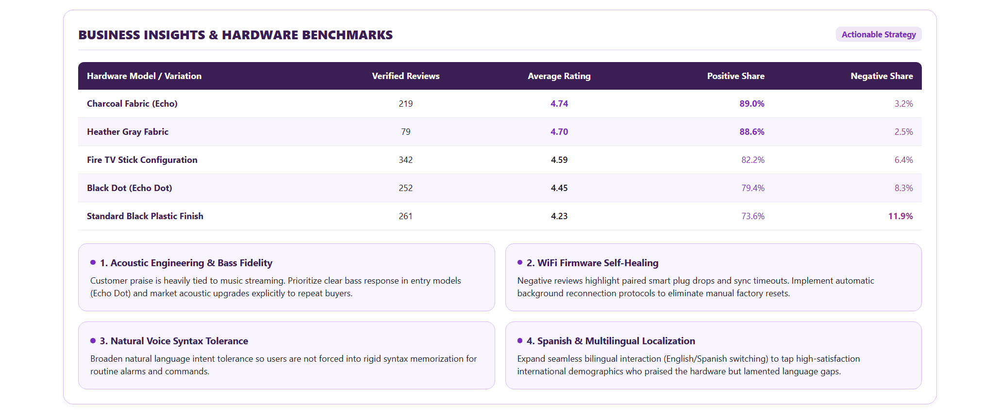 BUSINESS INSIGHTS & HARDWARE BENCHMARKS
Actionable Strategy
Hardware Model / Variation Verified Reviews Average Rating Positive Share Negative Share
Charcoal Fabric (Echo) 219 4.74 89.0% 3.2%
Heather Gray Fabric 79 4.70 88.6% 2.5%
Fire TV Stick Configuration 342 4.59 82.2% 6.4%
Black Dot (Echo Dot) 252 4.45 79.4% 8.3%
Standard Black Plastic Finish 261 4.23 73.6% 11.9%
1. Acoustic Engineering & Bass Fidelity
Customer praise is heavily tied to music streaming. Prioritize clear bass response in entry models
(Echo Dot) and market acoustic upgrades explicitly to repeat buyers.
2. WiFi Firmware Self-Healing
Negative reviews highlight paired smart plug drops and sync timeouts. Implement automatic
background reconnection protocols to eliminate manual factory resets.
3. Natural Voice Syntax Tolerance
Broaden natural language intent tolerance so users are not forced into rigid syntax memorization for
routine alarms and commands.
4. Spanish & Multilingual Localization
Expand seamless bilingual interaction (English/Spanish switching) to tap high-satisfaction
international demographics who praised the hardware but lamented language gaps.